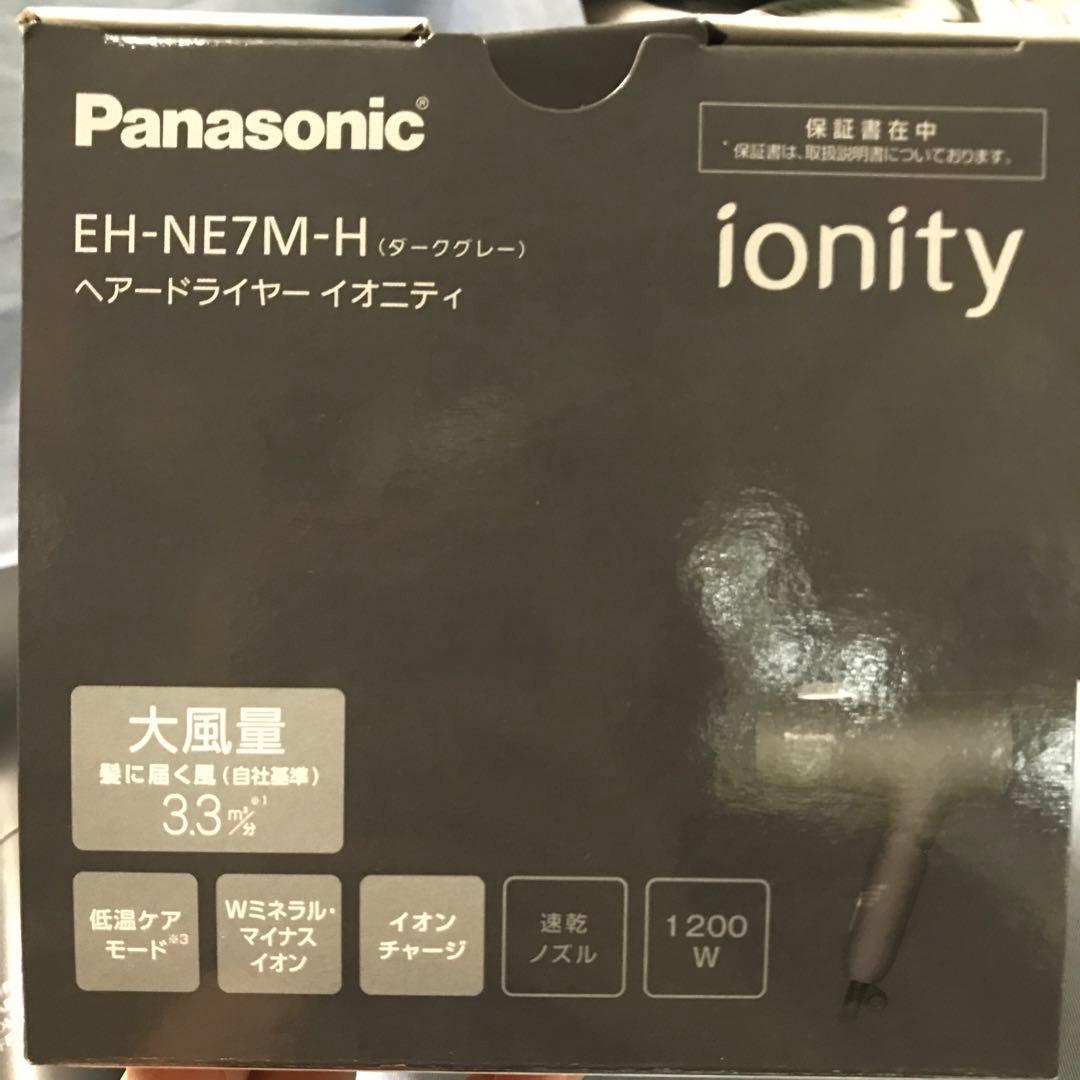 Panasonic®
EH-NE7M-H(ダークグレー)
ヘアードライヤー イオニティ
保証書在中
*保証書は、取扱説明書についております。
ionity
大風量
髪に届く風(自社基準)
3.3m³/分※1
低温ケア
モード※3
Wミネラル・
マイナス
イオン
イオン
チャージ
速乾
ノズル
1200
W